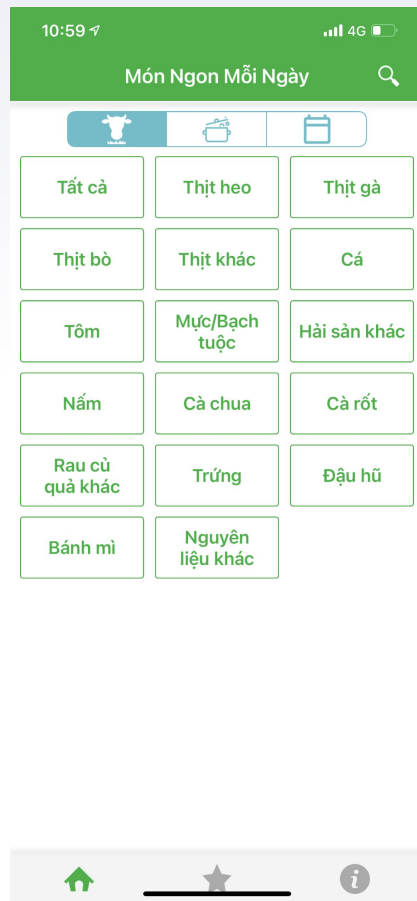 10:59 4G
Món Ngon Mỗi Ngày
Tất cả Thịt heo Thịt gà
Thịt bò Thịt khác Cá
Tôm Mực/Bạch tuộc Hải sản khác
Nấm Cà chua Cà rốt
Rau củ quả khác Trứng Đậu hũ
Bánh mì Nguyên liệu khác